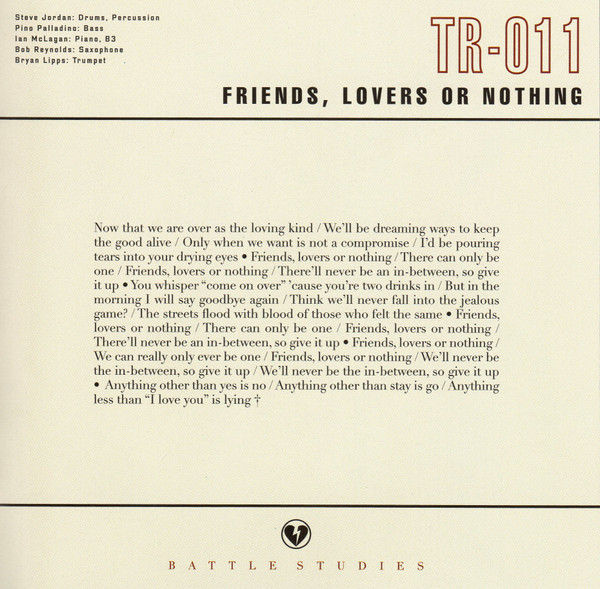 Steve Jordan: Drums, Percussion
Pino Palladino: Bass
Ian McLagan: Piano, B3
Bob Reynolds: Saxophone
Bryan Lipps: Trumpet
TR-011
FRIENDS, LOVERS OR NOTHING
Now that we are over as the loving kind / We'll be dreaming ways to keep
the good alive / Only when we want is not a compromise / I'd be pouring
tears into your drying eyes • Friends, lovers or nothing / There can only be
one / Friends, lovers or nothing / There'll never be an in-between, so give
it up • You whisper “come on over” 'cause you're two drinks in / But in the
morning I will say goodbye again / Think we'll never fall into the jealous
game? / The streets flood with blood of those who felt the same • Friends,
lovers or nothing / There can only be one / Friends, lovers or nothing /
There'll never be an in-between, so give it up • Friends, lovers or nothing /
We can really only ever be one / Friends, lovers or nothing / We'll never be
the in-between, so give it up / We'll never be the in-between, so give it up
• Anything other than yes is no / Anything other than stay is go / Anything
less than “I love you” is lying †
BATTLE STUDIES